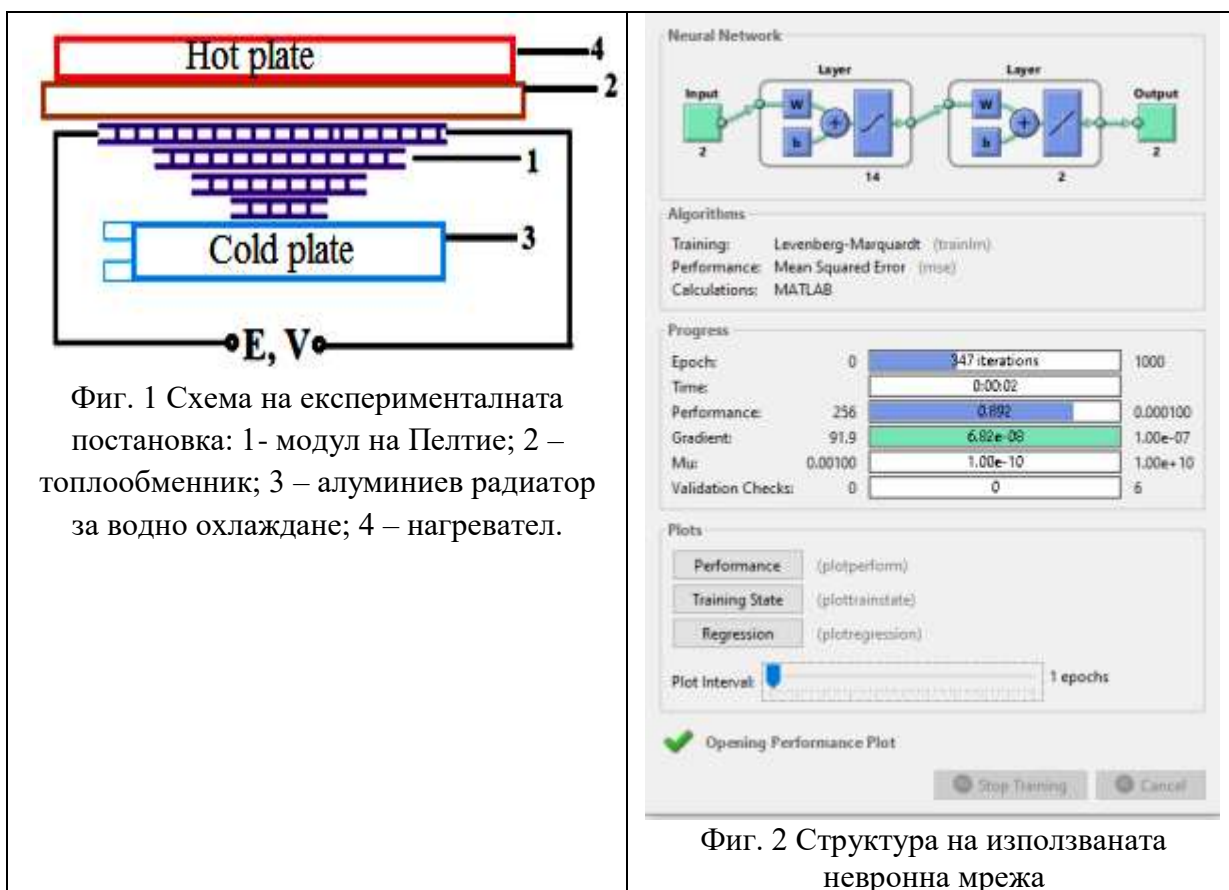 Hot plate
4
2
1
Cold plate
3
E, V
Фиг. 1 Схема на експерименталната
постановка: 1- модул на Пелтие; 2 –
топлообменник; 3 – алуминиев радиатор
за водно охлаждане; 4 – нагревател.
Neural Network
Layer Layer
Input Output
W W
b b
2 2
14 2
Algorithms
Training: Levenberg-Marquardt (trainlm)
Performance: Mean Squared Error (mse)
Calculations: MATLAB
Progress
Epoch: 0 347 iterations 1000
Time: 0:00:02
Performance: 256 0.892 0.000100
Gradient: 91.9 6.82e-08 1.00e-07
Mu: 0.00100 1.00e-10 1.00e+10
Validation Checks: 0 0 6
Plots
Performance (plotperform)
Training State (plottrainstate)
Regression (plotregression)
Plot Interval: 1 epochs
Opening Performance Plot
Stop Training Cancel
Фиг. 2 Структура на използваната
невронна мрежа